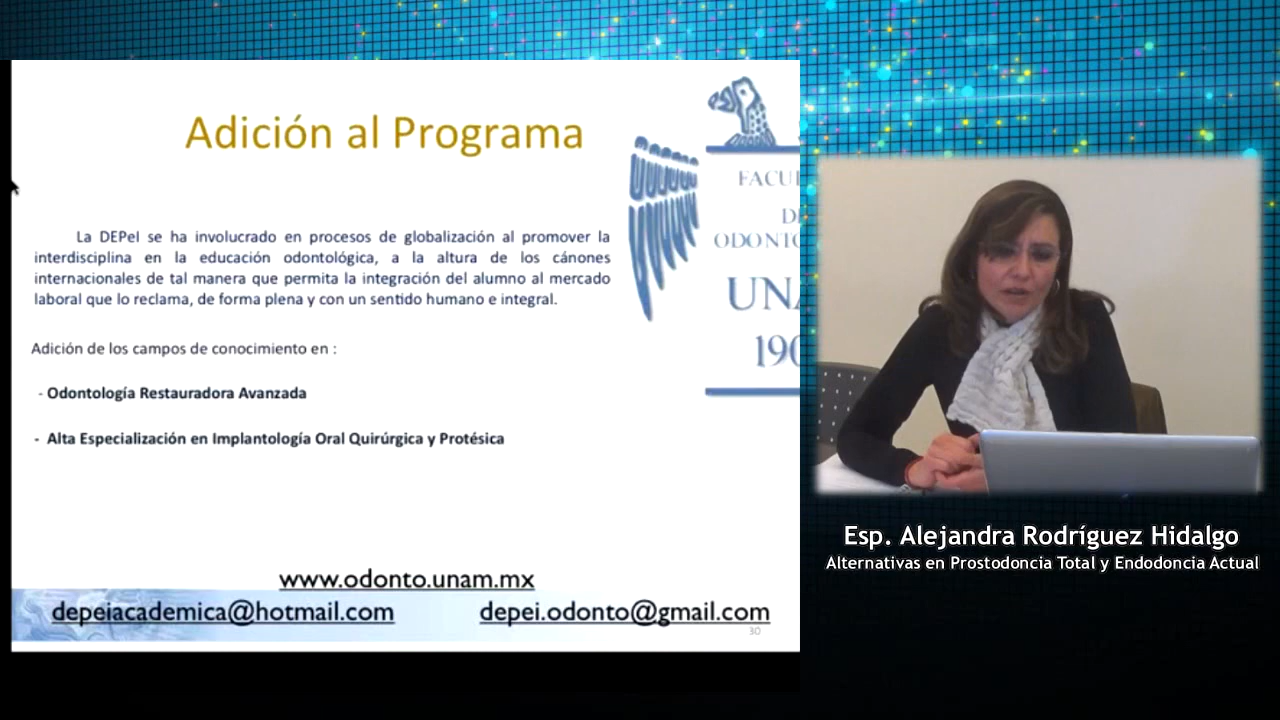 Adición al Programa
La DEPeI se ha involucrado en procesos de globalización al promover la
interdisciplina en la educación odontológica, a la altura de los cánones
internacionales de tal manera que permita la integración del alumno al mercado
laboral que lo reclama, de forma plena y con un sentido humano e integral.
Adición de los campos de conocimiento en :
- Odontología Restauradora Avanzada
- Alta Especialización en Implantología Oral Quirúrgica y Protésica
www.odonto.unam.mx
depeiacademica@hotmail.com depei.odonto@gmail.com
30
Esp. Alejandra Rodríguez Hidalgo
Alternativas en Prostodoncia Total y Endodoncia Actual